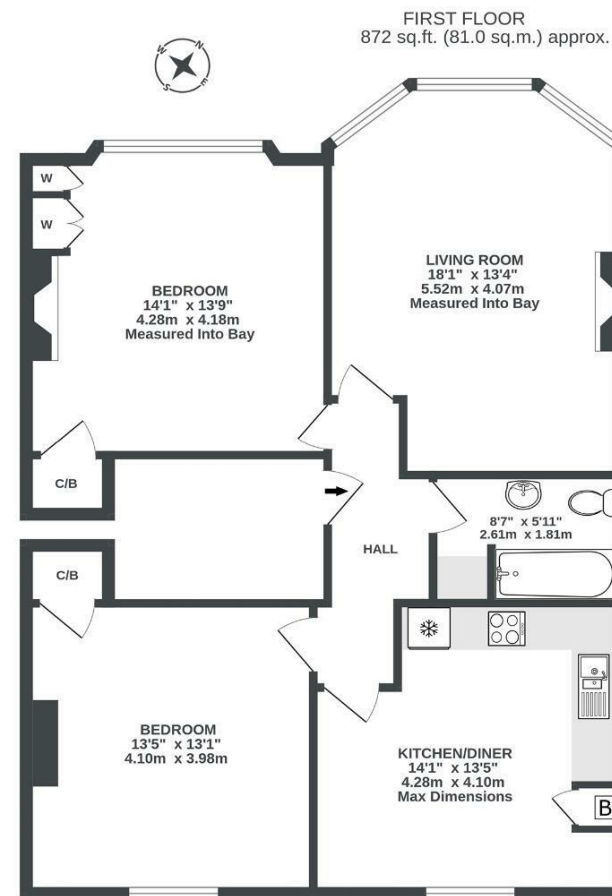 FIRST FLOOR
872 sq.ft. (81.0 sq.m.) approx.
N
W
E
S
W
W
BEDROOM
14'1" x 13'9"
4.28m x 4.18m
Measured Into Bay
LIVING ROOM
18'1" x 13'4"
5.52m x 4.07m
Measured Into Bay
C/B
8'7" x 5'11"
2.61m x 1.81m
HALL
C/B
BEDROOM
13'5" x 13'1"
4.10m x 3.98m
KITCHEN/DINER
14'1" x 13'5"
4.28m x 4.10m
Max Dimensions
B